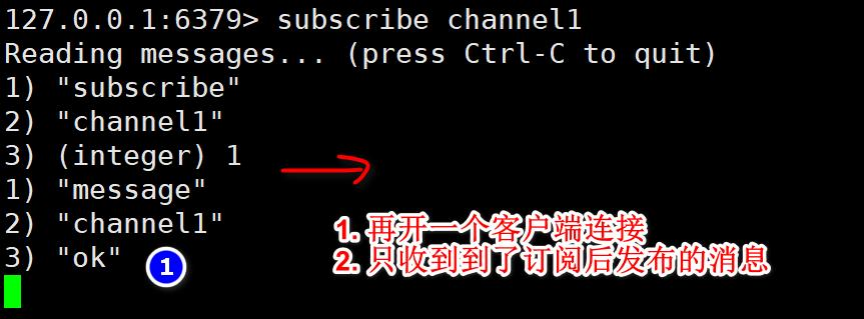 127.0.0.1:6379> subscribe channel1
Reading messages... (press Ctrl-C to quit)
1) "subscribe"
2) "channel1"
3) (integer) 1
1) "message"
2) "channel1"
3) "ok"
1
1. 再开一个客户端连接
2. 只收到到了订阅后发布的消息